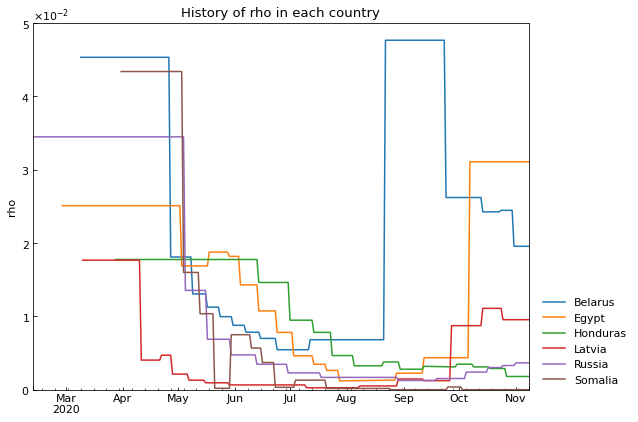 History of rho in each country
×10⁻²
5
4
3
2
1
0
rho
Mar Apr May Jun Jul Aug Sep Oct Nov
2020
Belarus
Egypt
Honduras
Latvia
Russia
Somalia